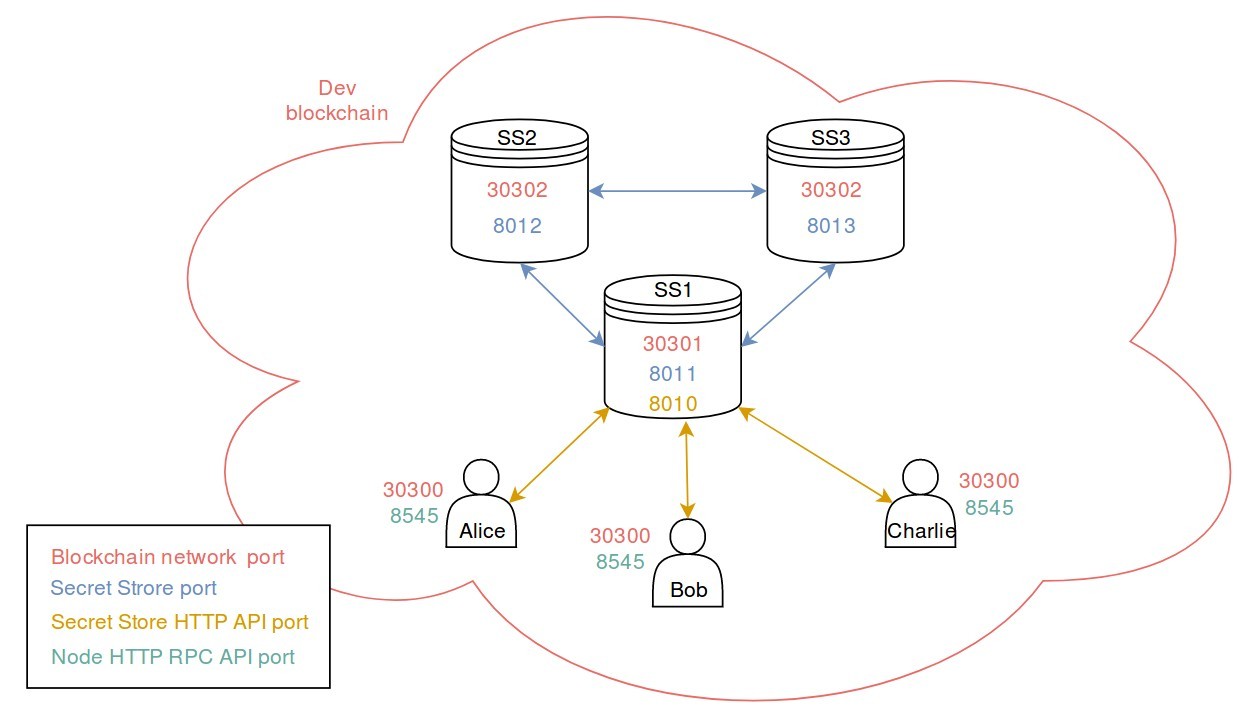 Dev
blockchain
SS2
30302
8012
SS3
30302
8013
SS1
30301
8011
8010
30300
8545
Alice
30300
8545
Bob
30300
8545
Charlie
Blockchain network port
Secret Strore port
Secret Store HTTP API port
Node HTTP RPC API port